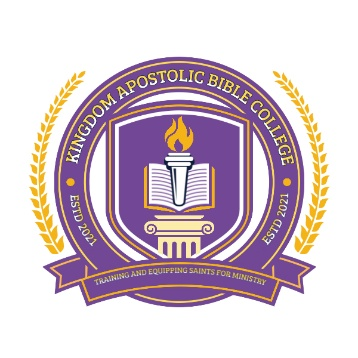 KINGDOM APOSTOLIC BIBLE COLLEGE
ESTD 2021
ESTD 2021
TRAINING AND EQUIPPING SAINTS FOR MINISTRY